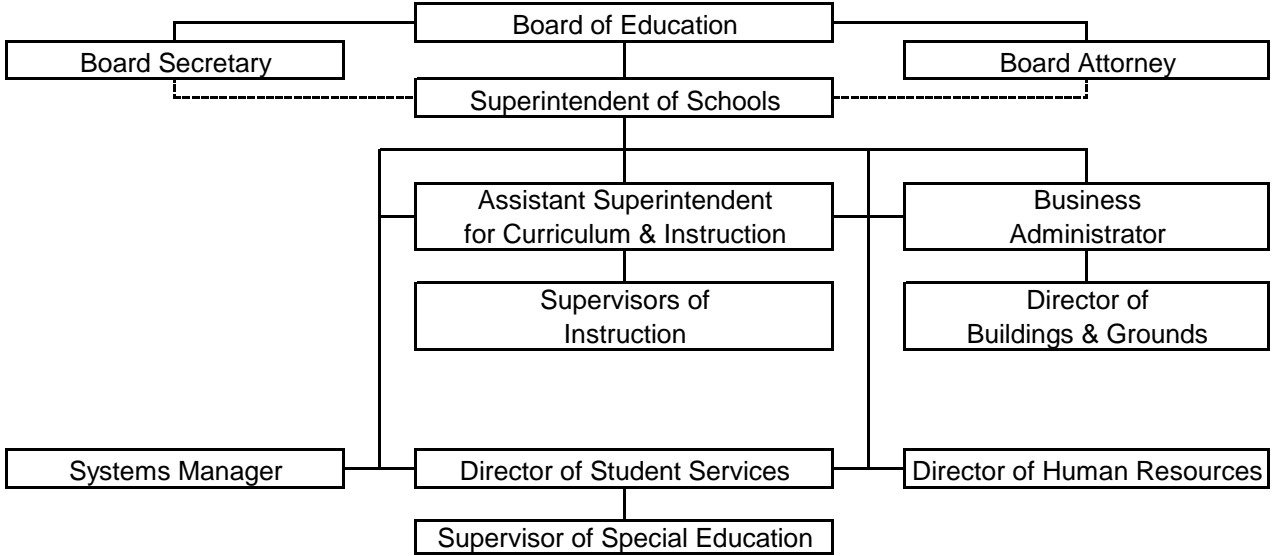 Board of Education
Board Secretary
Board Attorney
Superintendent of Schools
Assistant Superintendent
for Curriculum & Instruction
Business
Administrator
Supervisors of
Instruction
Director of
Buildings & Grounds
Systems Manager
Director of Student Services
Director of Human Resources
Supervisor of Special Education